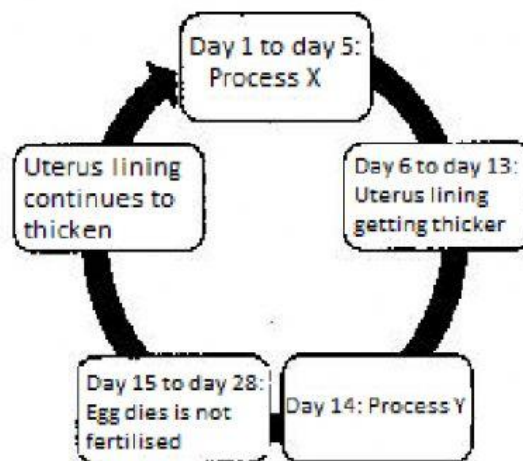 Day 1 to day 5:
Process X
Day 6 to day 13:
Uterus lining
getting thicker
Day 14: Process Y
Day 15 to day 28:
Egg dies is not
fertilised
Uterus lining
continues to
thicken